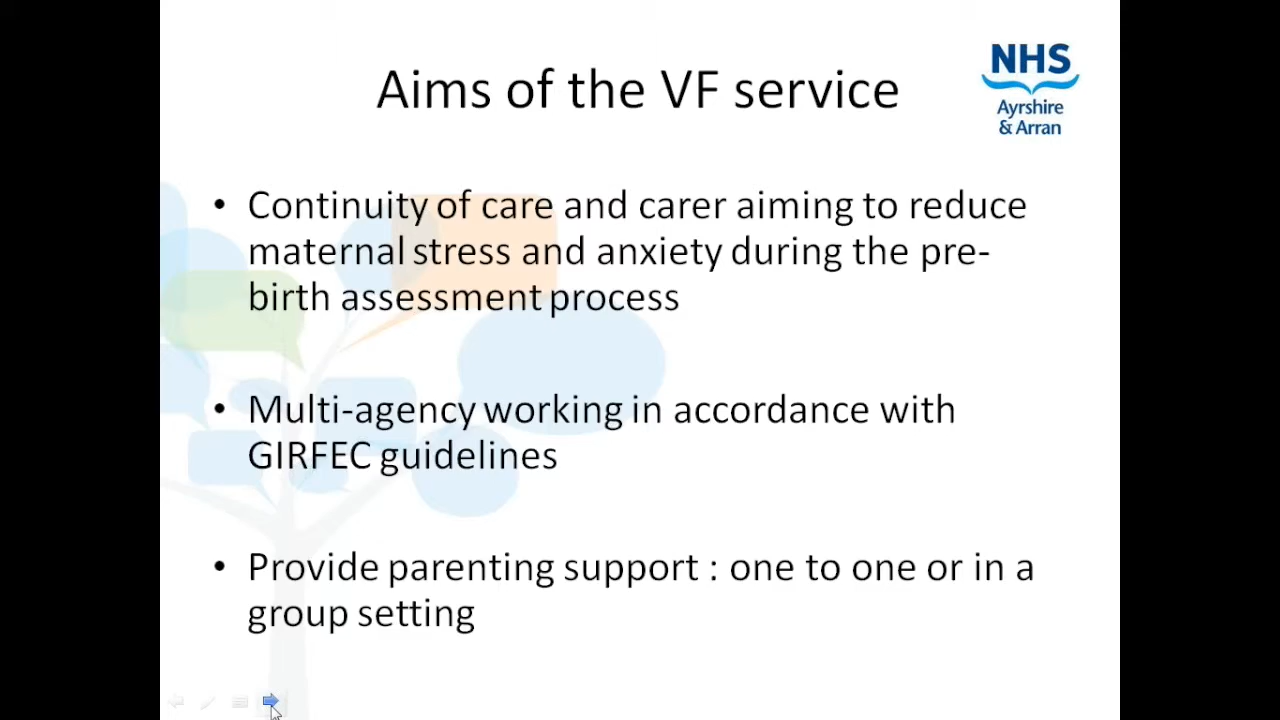 Aims of the VF service
NHS
Ayrshire
& Arran
• Continuity of care and carer aiming to reduce
maternal stress and anxiety during the pre-
birth assessment process
• Multi-agency working in accordance with
GIRFEC guidelines
• Provide parenting support : one to one or in a
group setting